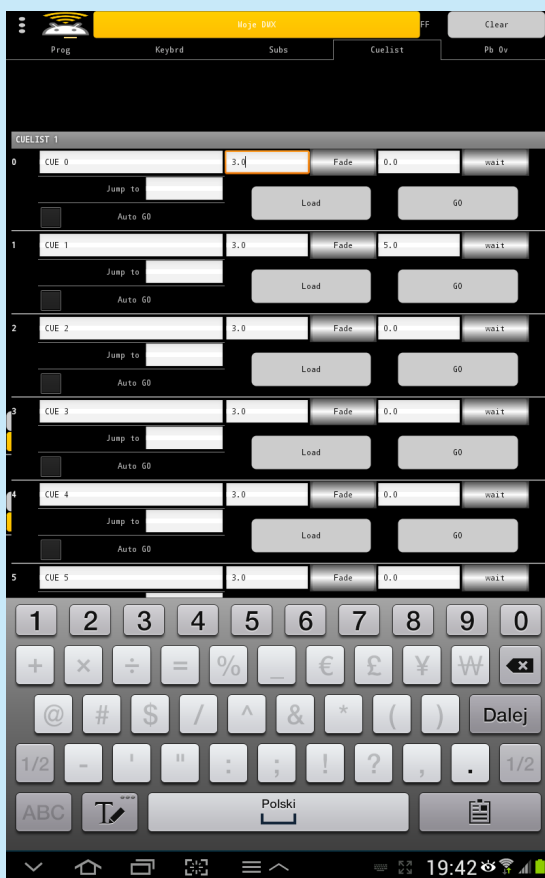 Moje DMX FF Clear
Prog Keybrd Subs Cuelist Pb Ov
CUELIST 1
0 CUE 0 3.0 Fade 0.0 wait
Jump to
Load GO
Auto GO
1 CUE 1 3.0 Fade 5.0 wait
Jump to
Load GO
Auto GO
2 CUE 2 3.0 Fade 0.0 wait
Jump to
Load GO
Auto GO
3 CUE 3 3.0 Fade 0.0 wait
Jump to
Load GO
Auto GO
4 CUE 4 3.0 Fade 0.0 wait
Jump to
Load GO
Auto GO
5 CUE 5 3.0 Fade 0.0 wait
1 2 3 4 5 6 7 8 9 0
+ × ÷ = % _ € £ ¥ ₩
@ # $ / ^ & * ( ) Dalej
1/2 - ' " : ; ! ? , . 1/2
ABC T Polski
19:42